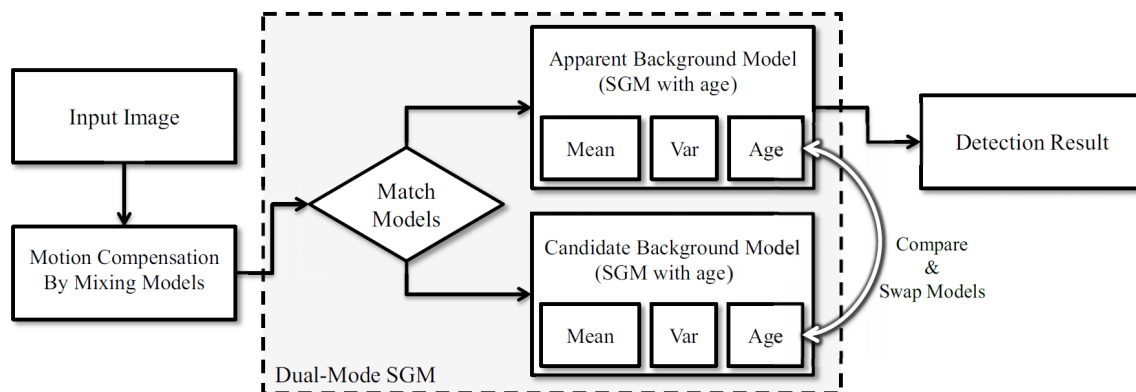 Input Image
Motion Compensation
By Mixing Models
Match
Models
Apparent Background Model
(SGM with age)
Mean
Var
Age
Candidate Background Model
(SGM with age)
Mean
Var
Age
Compare
&
Swap Models
Detection Result
Dual-Mode SGM